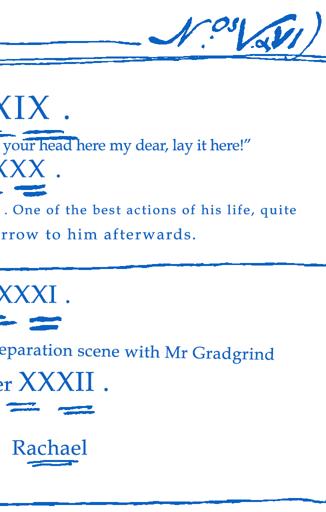 N.os V. & VI)
XIX .
your head here my dear, lay it here!”
XXX .
. One of the best actions of his life, quite
rrow to him afterwards.
XXXI .
eparation scene with Mr Gradgrind
er XXXII .
Rachael